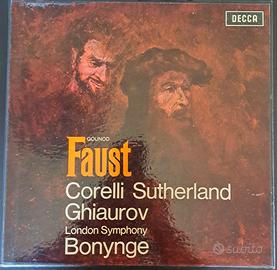 DECCA
GOUNOD
Faust
Corelli Sutherland
Ghiaurov
London Symphony
Bonynge
subito